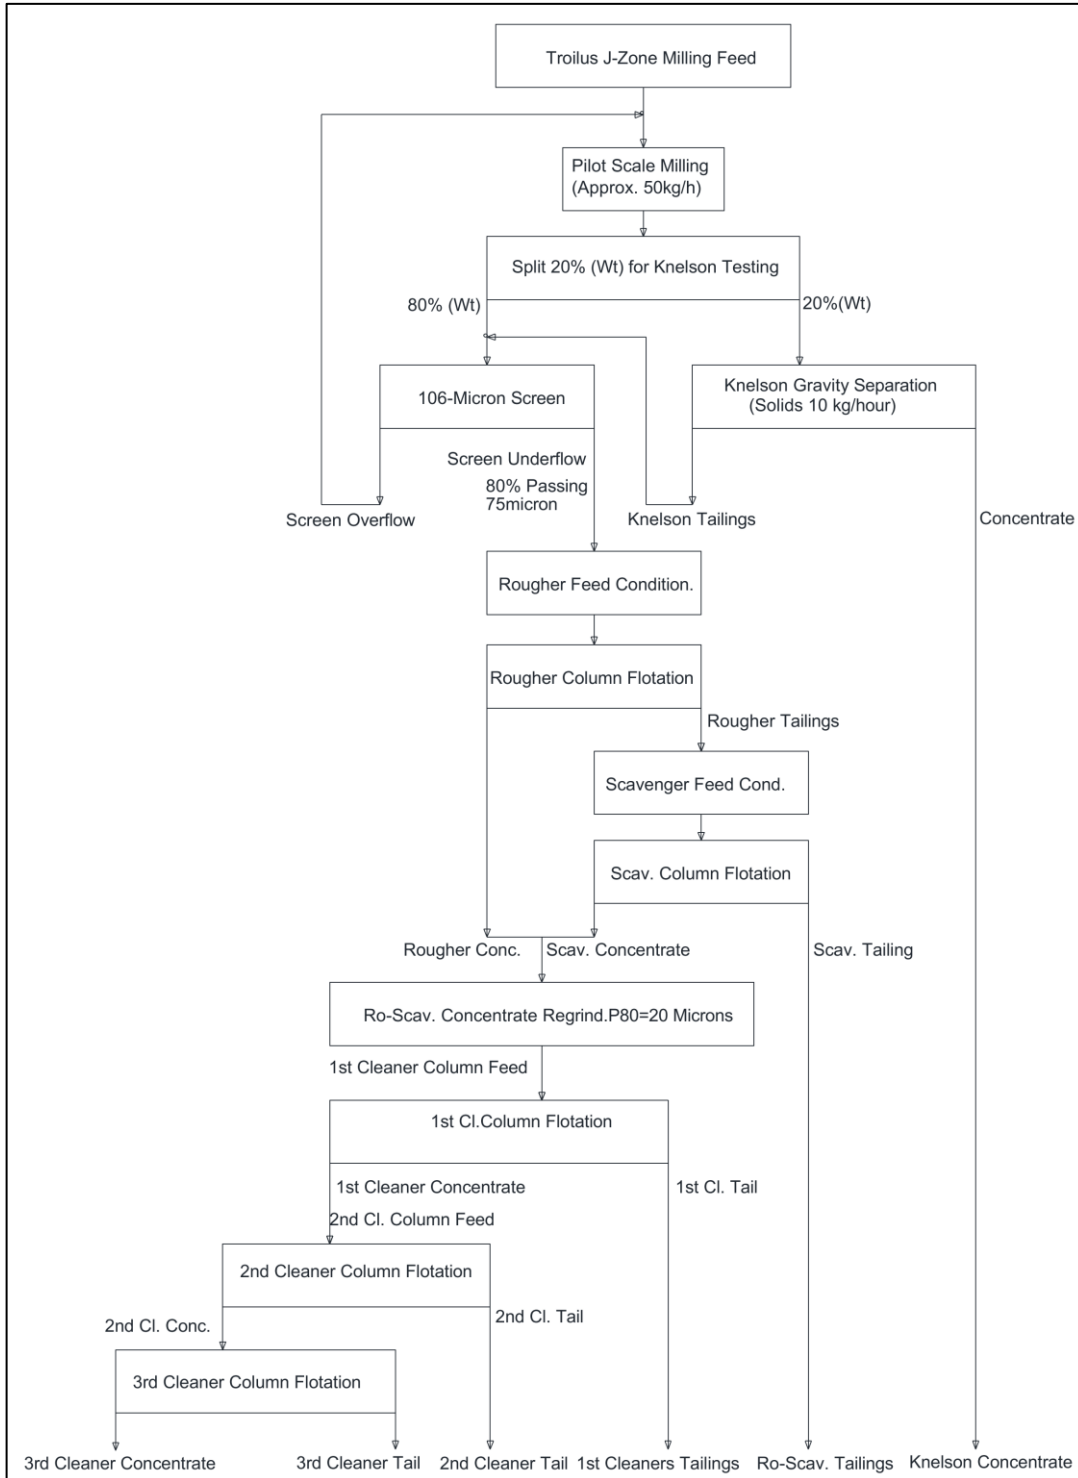 Troilus J-Zone Milling Feed
Pilot Scale Milling
(Approx. 50kg/h)
Split 20% (Wt) for Knelson Testing
80% (Wt)
20%(Wt)
106-Micron Screen
Knelson Gravity Separation
(Solids 10 kg/hour)
Screen Underflow
80% Passing
75micron
Screen Overflow
Knelson Tailings
Concentrate
Rougher Feed Condition.
Rougher Column Flotation
Rougher Tailings
Scavenger Feed Cond.
Scav. Column Flotation
Rougher Conc.
Scav. Concentrate
Scav. Tailing
Ro-Scav. Concentrate Regrind.P80=20 Microns
1st Cleaner Column Feed
1st Cl.Column Flotation
1st Cleaner Concentrate
1st Cl. Tail
2nd Cl. Column Feed
2nd Cleaner Column Flotation
2nd Cl. Tail
2nd Cl. Conc.
3rd Cleaner Column Flotation
3rd Cleaner Concentrate
3rd Cleaner Tail
2nd Cleaner Tail
1st Cleaners Tailings
Ro-Scav. Tailings
Knelson Concentrate